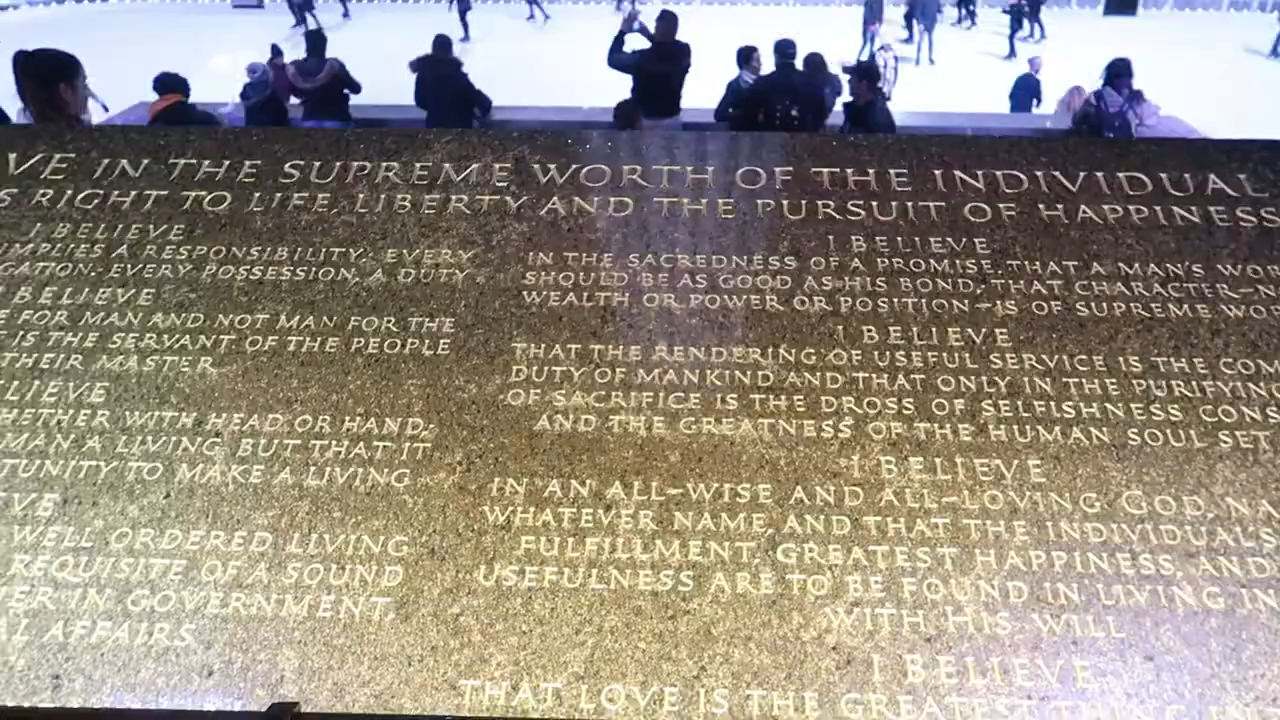 VE IN THE SUPREME WORTH OF THE INDIVIDUAL
S RIGHT TO LIFE, LIBERTY AND THE PURSUIT OF HAPPINESS
I BELIEVE
IMPLIES A RESPONSIBILITY. EVERY
GATION. EVERY POSSESSION, A DUTY
BELIEVE
E FOR MAN AND NOT MAN FOR THE
IS THE SERVANT OF THE PEOPLE
THEIR MASTER
LIEVE
HETHER WITH HEAD OR HAND;
MAN A LIVING BUT THAT IT
TUNITY TO MAKE A LIVING
VE
WELL ORDERED LIVING
REQUISITE OF A SOUND
ER IN GOVERNMENT,
L AFFAIRS
I BELIEVE
IN THE SACREDNESS OF A PROMISE, THAT A MAN'S WOR
SHOULD BE AS GOOD AS HIS BOND; THAT CHARACTER-N
WEALTH OR POWER OR POSITION-IS OF SUPREME WOR
I BELIEVE
THAT THE RENDERING OF USEFUL SERVICE IS THE COM
DUTY OF MANKIND AND THAT ONLY IN THE PURIFYING
OF SACRIFICE IS THE DROSS OF SELFISHNESS CONS
AND THE GREATNESS OF THE HUMAN SOUL SET
I BELIEVE
IN AN ALL-WISE AND ALL-LOVING GOD, NA
WHATEVER NAME AND THAT THE INDIVIDUALS
FULFILLMENT, GREATEST HAPPINESS, AND
USEFULNESS ARE TO BE FOUND IN LIVING IN
WITH HIS WILL
I BELIEVE
THAT LOVE IS THE GREATEST THING IN